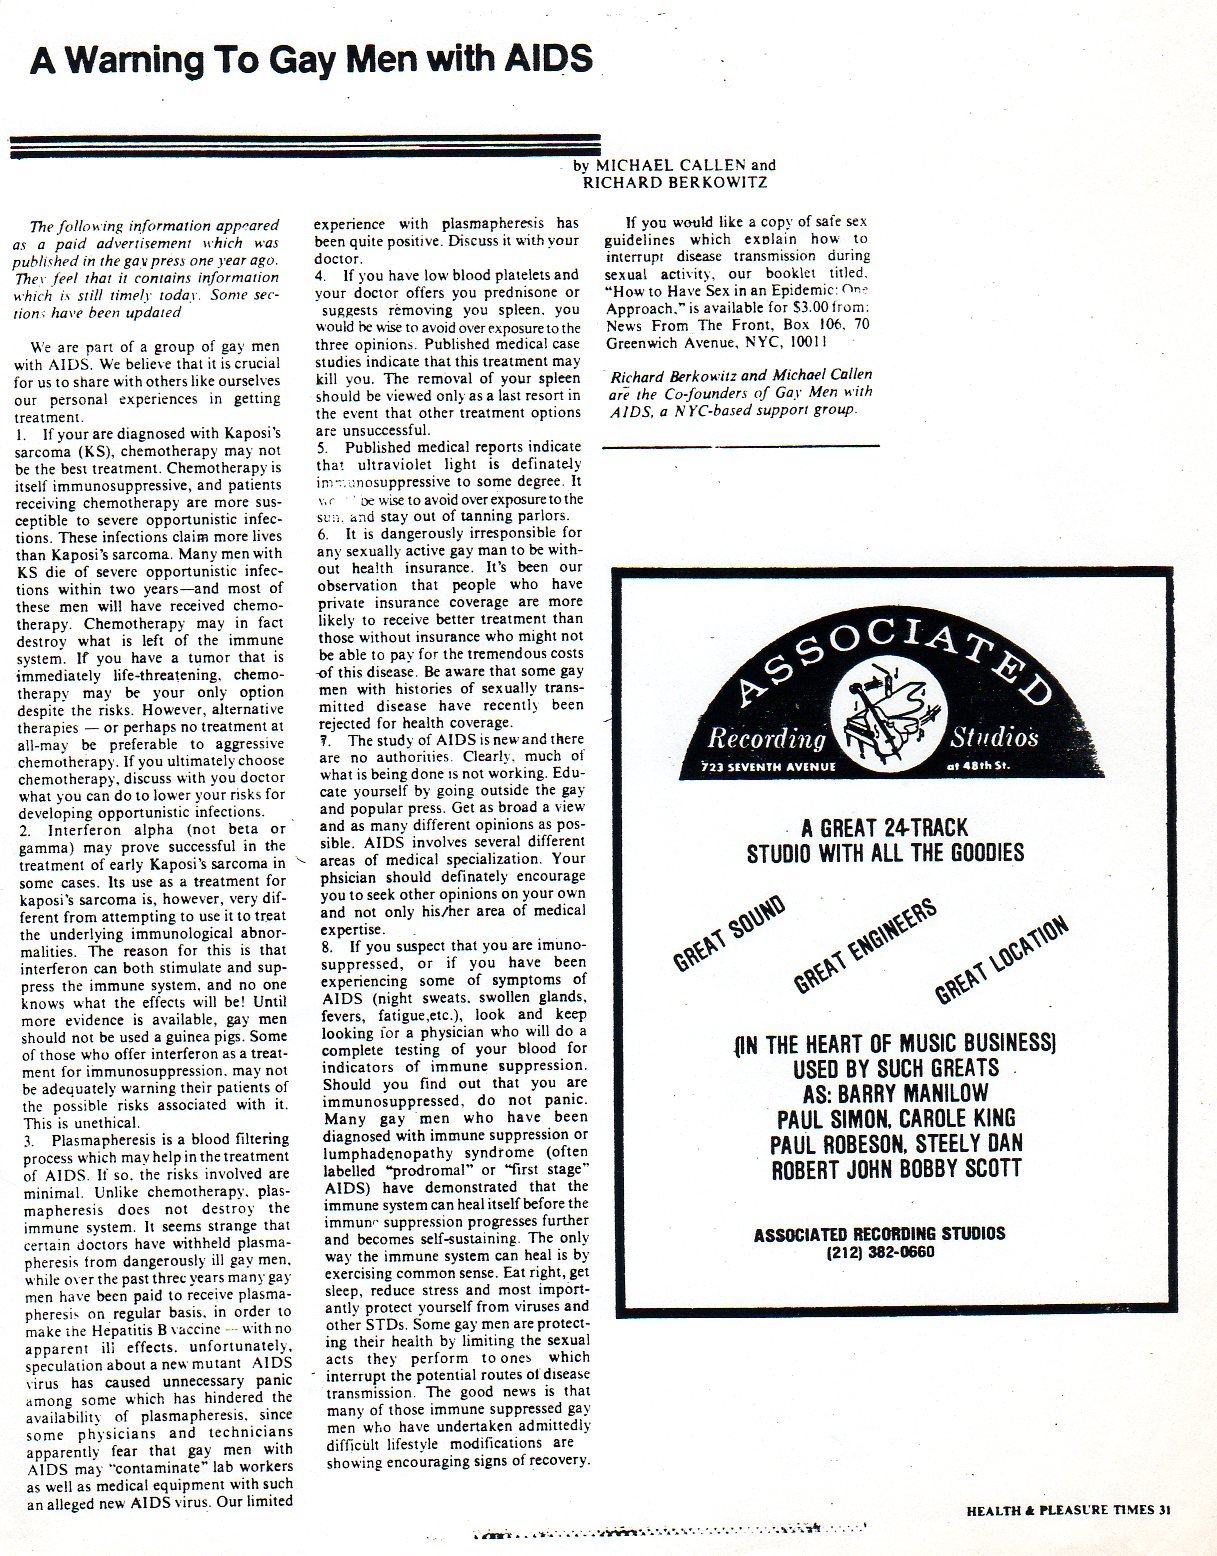 A Warning To Gay Men with AIDS
by MICHAEL CALLEN and
RICHARD BERKOWITZ
The following information appeared
as a paid advertisement which was
published in the gay press one year ago.
They feel that it contains information
which is still timely today. Some sec-
tions have been updated
We are part of a group of gay men
with AIDS. We believe that it is crucial
for us to share with others like ourselves
our personal experiences in getting
treatment.
1. If your are diagnosed with Kaposi's
sarcoma (KS), chemotherapy may not
be the best treatment. Chemotherapy is
itself immunosuppressive, and patients
receiving chemotherapy are more sus-
ceptible to severe opportunistic infec-
tions. These infections claim more lives
than Kaposi's sarcoma. Many men with
KS die of severe opportunistic infec-
tions within two years—and most of
these men will have received chemo-
therapy. Chemotherapy may in fact
destroy what is left of the immune
system. If you have a tumor that is
immediately life-threatening, chemo-
therapy may be your only option
despite the risks. However, alternative
therapies — or perhaps no treatment at
all-may be preferable to aggressive
chemotherapy. If you ultimately choose
chemotherapy, discuss with you doctor
what you can do to lower your risks for
developing opportunistic infections.
2. Interferon alpha (not beta or
gamma) may prove successful in the
treatment of early Kaposi's sarcoma in
some cases. Its use as a treatment for
kaposi's sarcoma is, however, very dif-
ferent from attempting to use it to treat
the underlying immunological abnor-
malities. The reason for this is that
interferon can both stimulate and sup-
press the immune system, and no one
knows what the effects will be! Until
more evidence is available, gay men
should not be used a guinea pigs. Some
of those who offer interferon as a treat-
ment for immunosuppression, may not
be adequately warning their patients of
the possible risks associated with it.
This is unethical.
3. Plasmapheresis is a blood filtering
process which may help in the treatment
of AIDS. If so, the risks involved are
minimal. Unlike chemotherapy, plas-
mapheresis does not destroy the
immune system. It seems strange that
certain doctors have withheld plasma-
pheresis from dangerously ill gay men,
while over the past three years many gay
men have been paid to receive plasma-
pheresis on regular basis, in order to
make the Hepatitis B vaccine — with no
apparent ill effects. unfortunately,
speculation about a new mutant AIDS
virus has caused unnecessary panic
among some which has hindered the
availability of plasmapheresis, since
some physicians and technicians
apparently fear that gay men with
AIDS may "contaminate" lab workers
as well as medical equipment with such
an alleged new AIDS virus. Our limited
experience with plasmapheresis has
been quite positive. Discuss it with your
doctor.
4. If you have low blood platelets and
your doctor offers you prednisone or
suggests removing you spleen, you
would be wise to avoid over exposure to the
three opinions. Published medical case
studies indicate that this treatment may
kill you. The removal of your spleen
should be viewed only as a last resort in
the event that other treatment options
are unsuccessful.
5. Published medical reports indicate
that ultraviolet light is definately
immunosuppressive to some degree. It
be wise to avoid over exposure to the
sun, and stay out of tanning parlors.
6. It is dangerously irresponsible for
any sexually active gay man to be with-
out health insurance. It's been our
observation that people who have
private insurance coverage are more
likely to receive better treatment than
those without insurance who might not
be able to pay for the tremendous costs
of this disease. Be aware that some gay
men with histories of sexually trans-
mitted disease have recently been
rejected for health coverage.
7. The study of AIDS is new and there
are no authorities. Clearly, much of
what is being done is not working. Edu-
cate yourself by going outside the gay
and popular press. Get as broad a view
and as many different opinions as pos-
sible. AIDS involves several different
areas of medical specialization. Your
phsician should definately encourage
you to seek other opinions on your own
and not only his/her area of medical
expertise.
8. If you suspect that you are imuno-
suppressed, or if you have been
experiencing some of symptoms of
AIDS (night sweats, swollen glands,
fevers, fatigue,etc.), look and keep
looking for a physician who will do a
complete testing of your blood for
indicators of immune suppression.
Should you find out that you are
immunosuppressed, do not panic.
Many gay men who have been
diagnosed with immune suppression or
lumphadenopathy syndrome (often
labelled "prodromal" or "first stage"
AIDS) have demonstrated that the
immune system can heal itself before the
immune suppression progresses further
and becomes self-sustaining. The only
way the immune system can heal is by
exercising common sense. Eat right, get
sleep, reduce stress and most import-
antly protect yourself from viruses and
other STDs. Some gay men are protect-
ing their health by limiting the sexual
acts they perform to ones which
interrupt the potential routes of disease
transmission. The good news is that
many of those immune suppressed gay
men who have undertaken admittedly
difficult lifestyle modifications are
showing encouraging signs of recovery.
If you would like a copy of safe sex
guidelines which explain how to
interrupt disease transmission during
sexual activity, our booklet titled,
"How to Have Sex in an Epidemic: One
Approach," is available for $3.00 from:
News From The Front, Box 106, 70
Greenwich Avenue, NYC, 10011
Richard Berkowitz and Michael Callen
are the Co-founders of Gay Men with
AIDS, a NYC-based support group.
ASSOCIATED
Recording Studios
723 SEVENTH AVENUE at 48th St.
A GREAT 24-TRACK
STUDIO WITH ALL THE GOODIES
GREAT SOUND
GREAT ENGINEERS
GREAT LOCATION
(IN THE HEART OF MUSIC BUSINESS)
USED BY SUCH GREATS
AS: BARRY MANILOW
PAUL SIMON, CAROLE KING
PAUL ROBESON, STEELY DAN
ROBERT JOHN BOBBY SCOTT
ASSOCIATED RECORDING STUDIOS
(212) 382-0660
HEALTH & PLEASURE TIMES 31